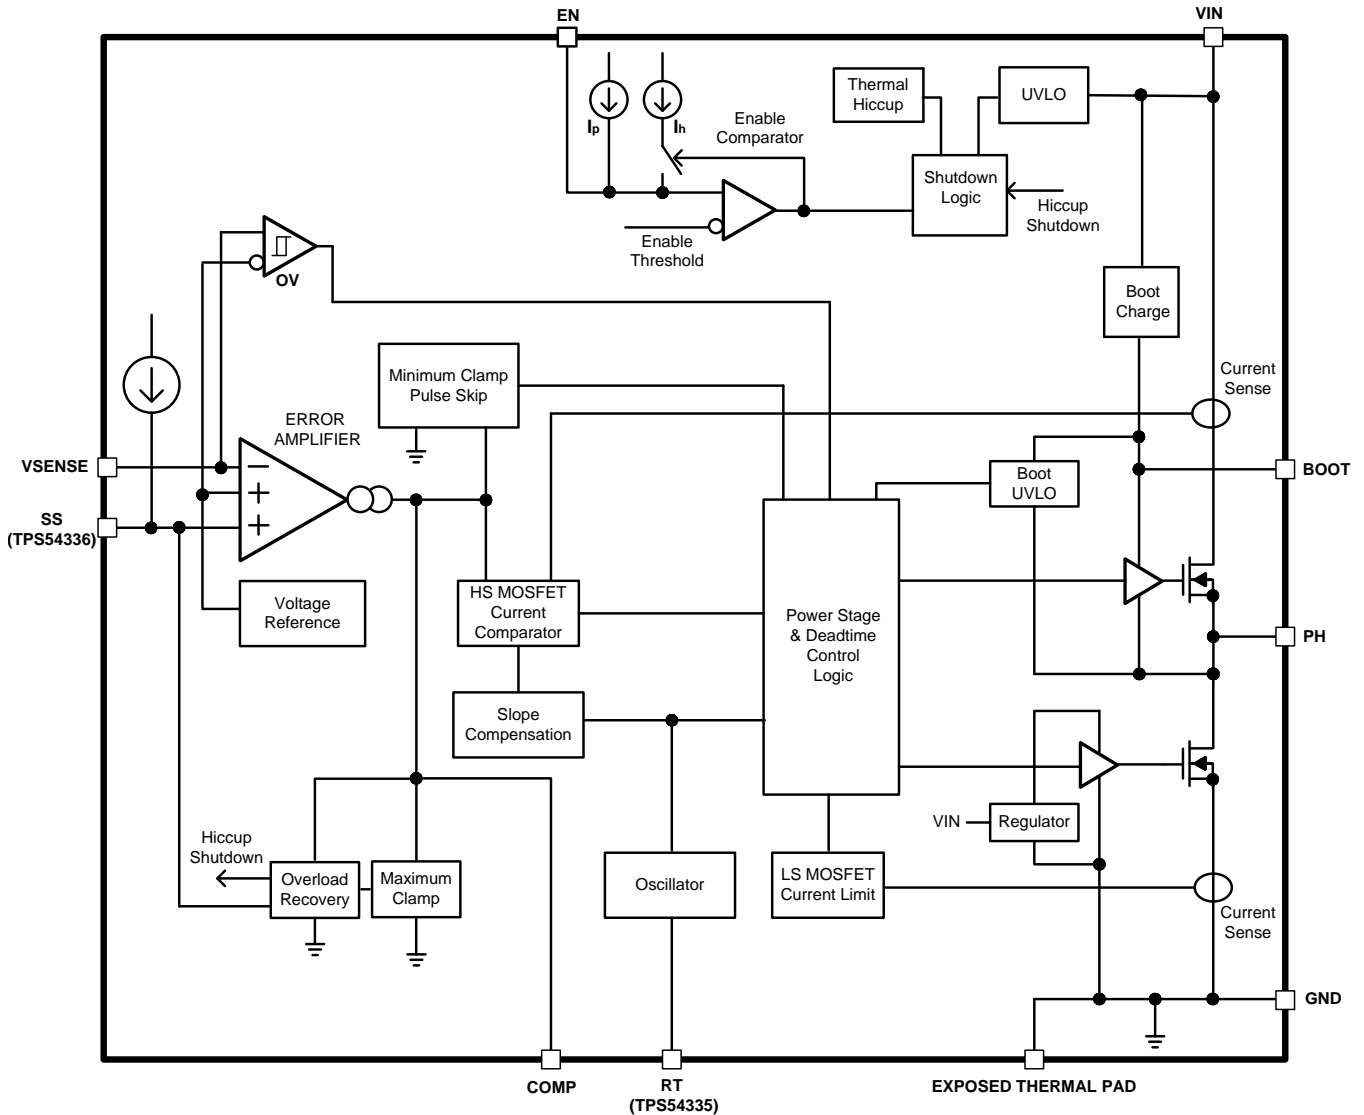 EN
VIN
Thermal
Hiccup
UVLO
Ip
Ih
Enable
Comparator
Shutdown
Logic
Hiccup
Shutdown
Enable
Threshold
OV
Boot
Charge
Minimum Clamp
Pulse Skip
Current
Sense
ERROR
AMPLIFIER
VSENSE
−
+
+
SS
(TPS54336)
Boot
UVLO
BOOT
Voltage
Reference
HS MOSFET
Current
Comparator
Power Stage
& Deadtime
Control
Logic
PH
Slope
Compensation
VIN
Regulator
Hiccup
Shutdown
Overload
Recovery
Maximum
Clamp
Oscillator
LS MOSFET
Current Limit
Current
Sense
GND
COMP
RT
(TPS54335)
EXPOSED THERMAL PAD